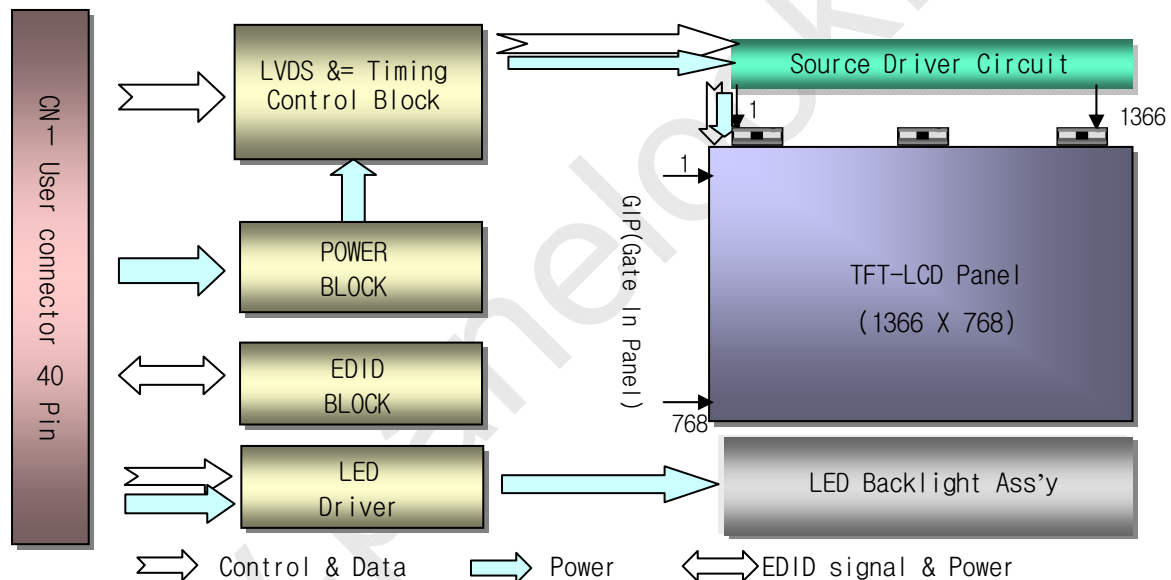 CN1 User connector 40 Pin
LVDS &= Timing
Control Block
POWER
BLOCK
EDID
BLOCK
LED
Driver
Source Driver Circuit
1
1366
1
GIP(Gate In Panel)
768
TFT-LCD Panel
(1366 X 768)
LED Backlight Ass’y
Control & Data
Power
EDID signal & Power